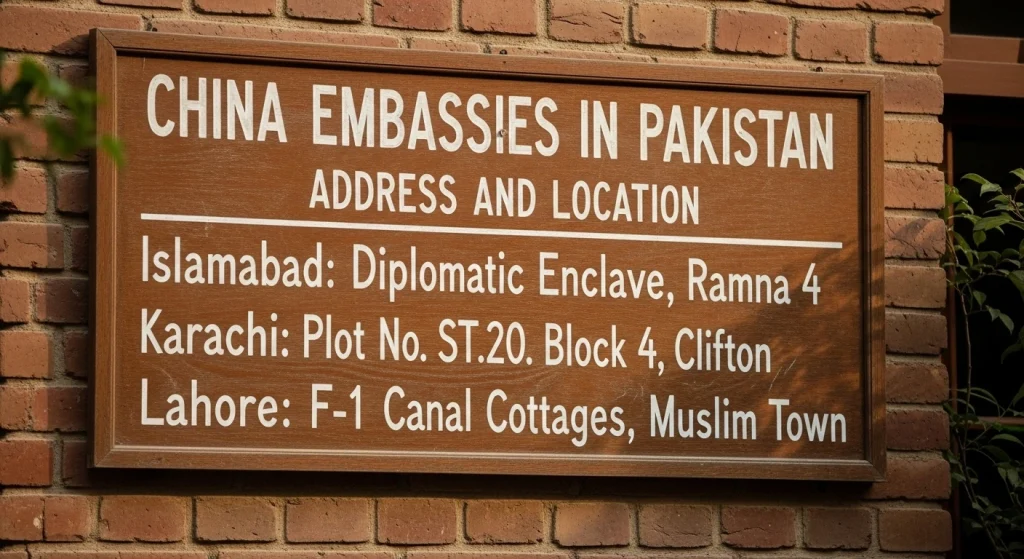 CHINA EMBASSIES IN PAKISTAN
ADDRESS AND LOCATION
Islamabad: Diplomatic Enclave, Ramna 4
Karachi: Plot No. ST.20. Block 4, Clifton
Lahore: F-1 Canal Cottages, Muslim Town